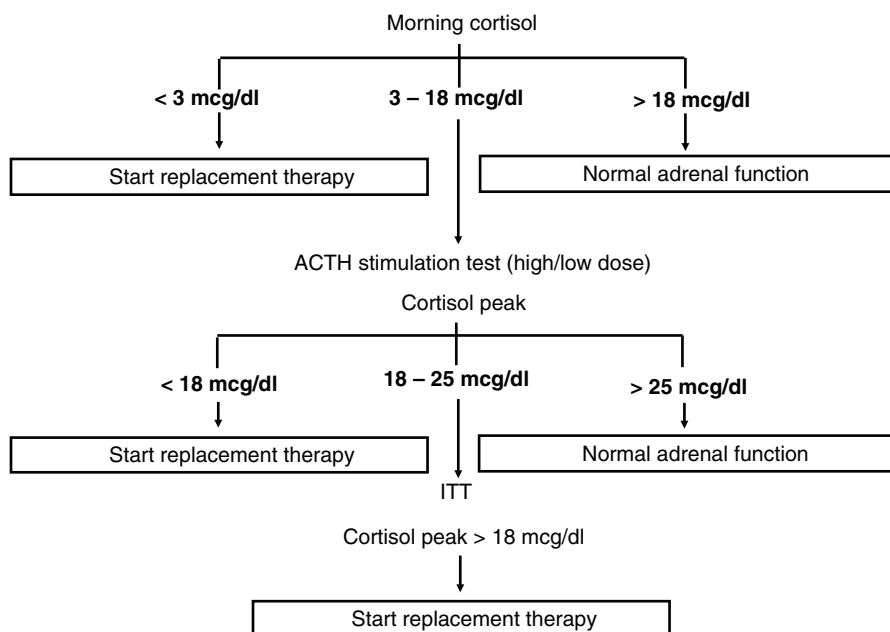 Morning cortisol
< 3 mcg/dl 3 – 18 mcg/dl > 18 mcg/dl
Start replacement therapy Normal adrenal function
ACTH stimulation test (high/low dose)
Cortisol peak
< 18 mcg/dl 18 – 25 mcg/dl > 25 mcg/dl
Start replacement therapy Normal adrenal function
ITT
Cortisol peak > 18 mcg/dl
Start replacement therapy